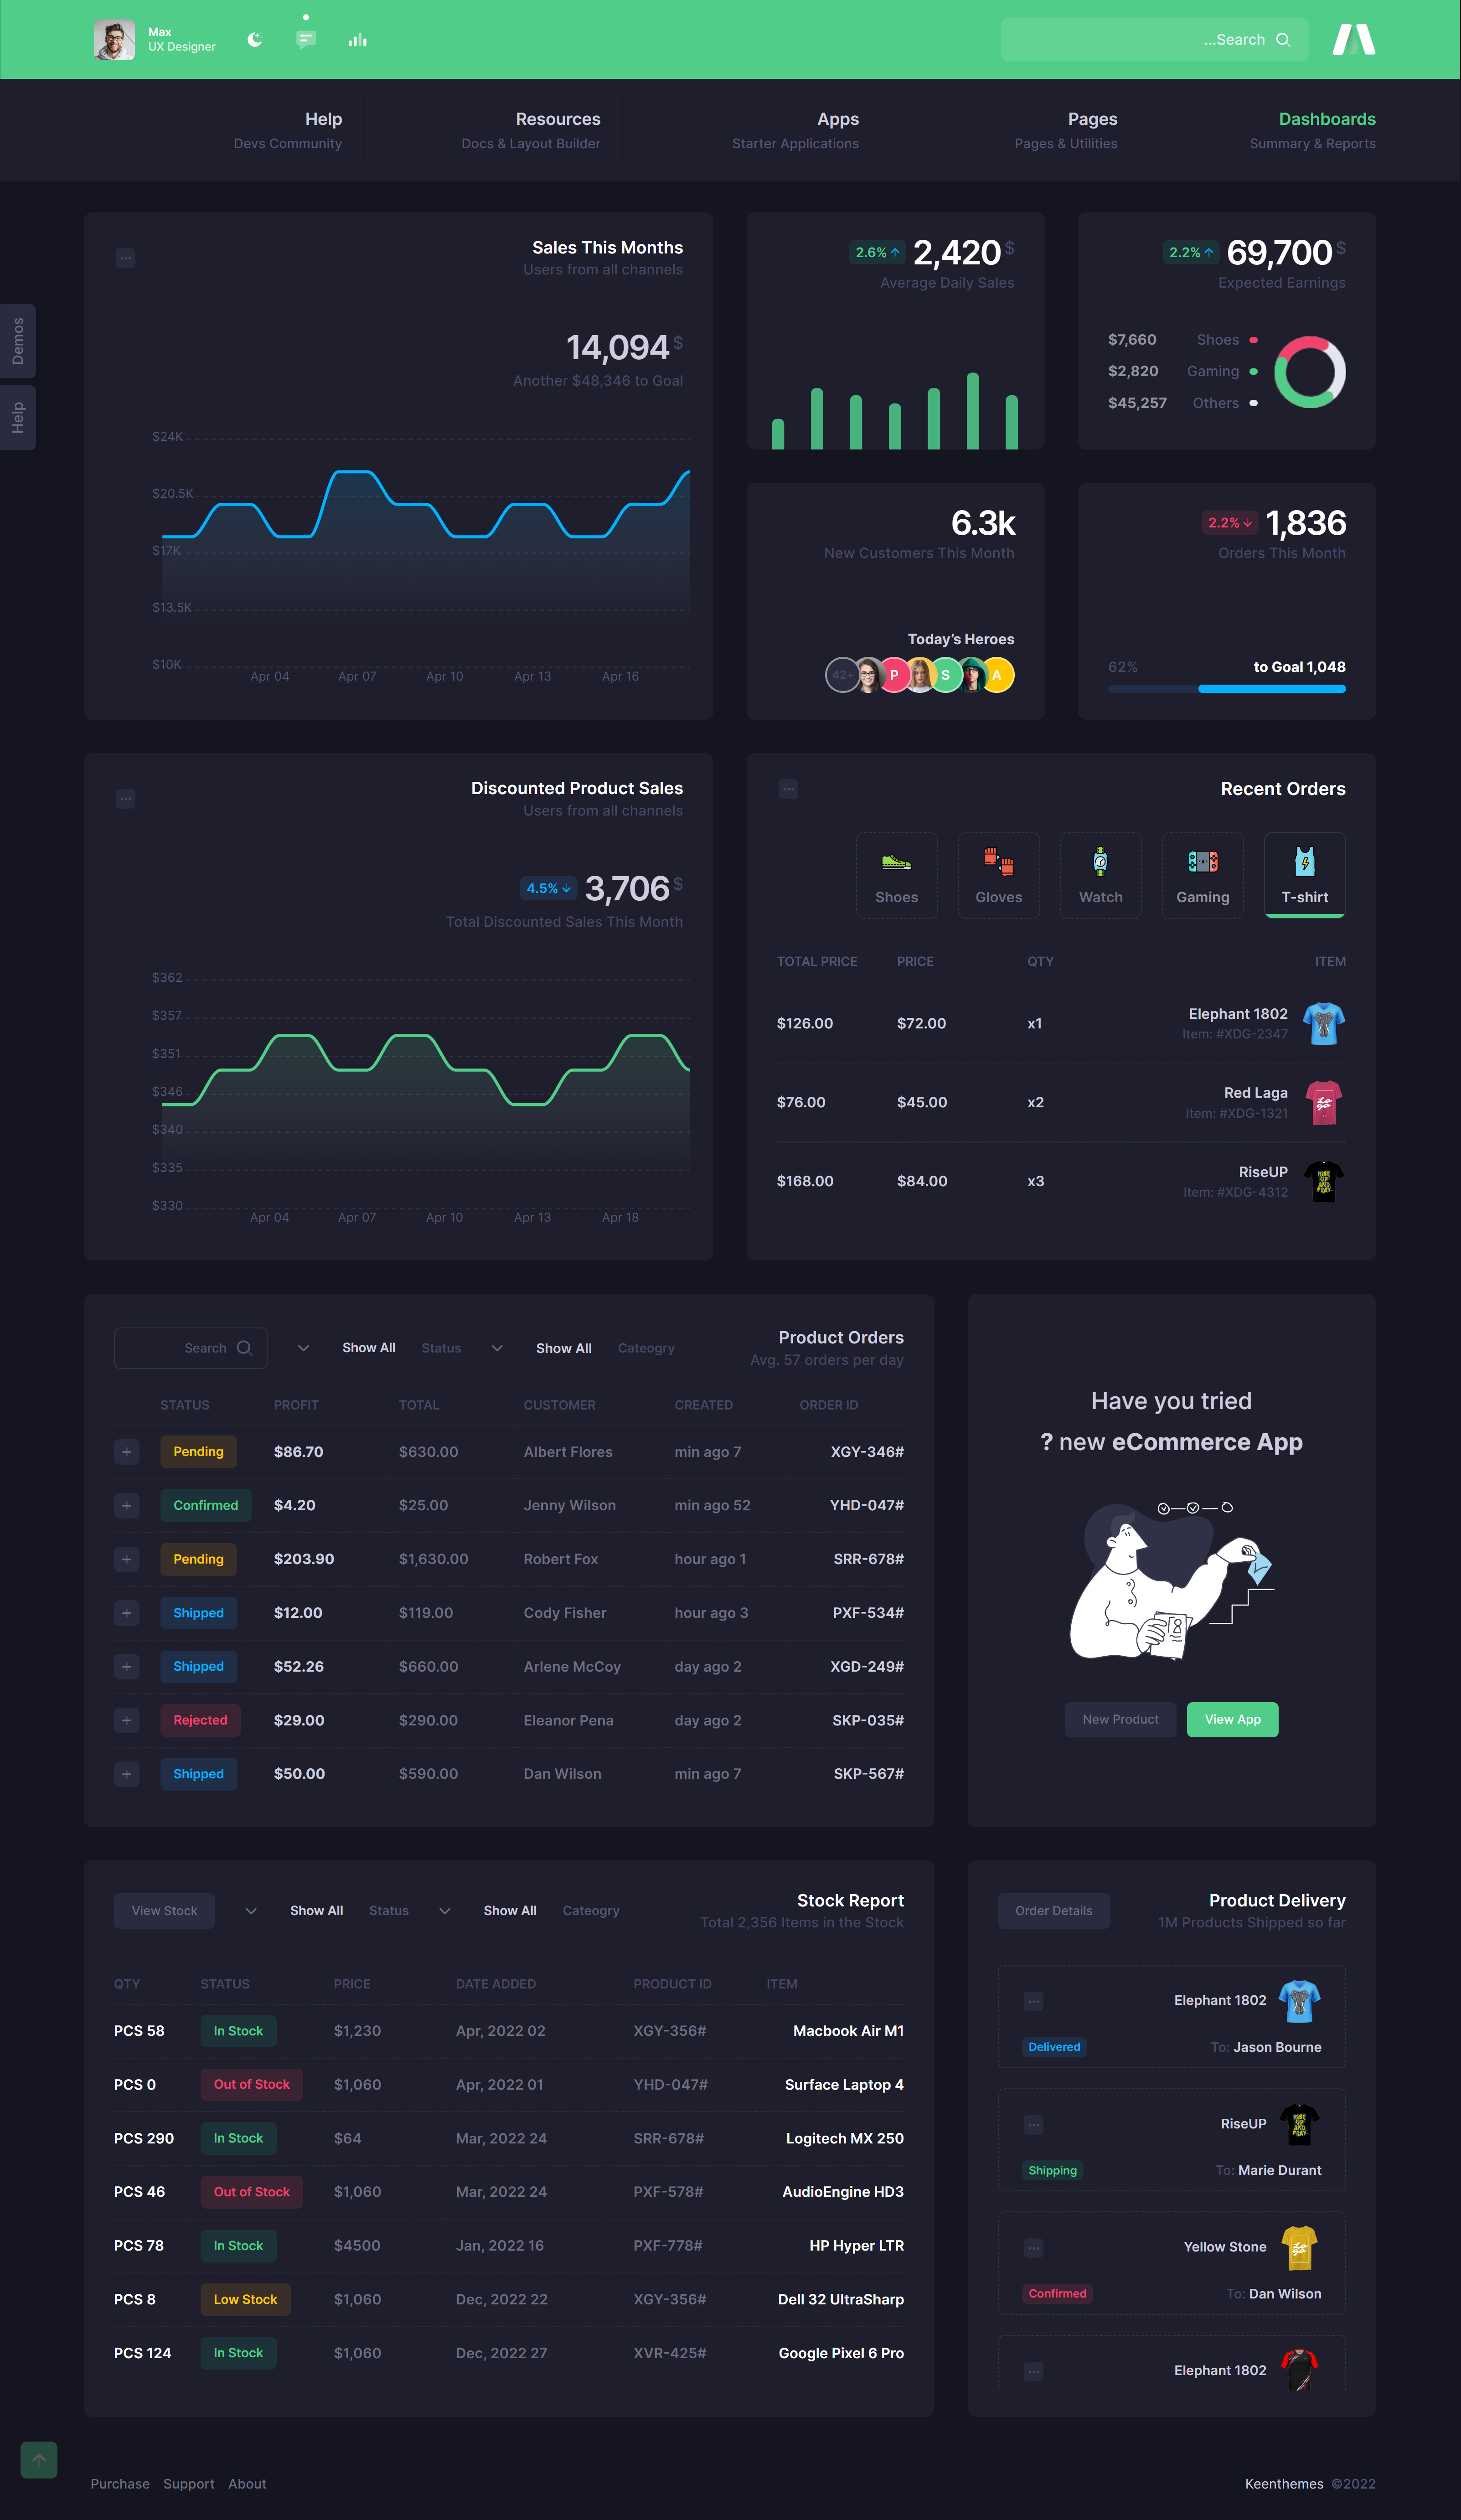 Max
UX Designer
...Search
Help
Devs Community
Resources
Docs & Layout Builder
Apps
Starter Applications
Pages
Pages & Utilities
Dashboards
Summary & Reports
Demos
Help
Sales This Months
Users from all channels
14,094 $
Another $48,346 to Goal
$24K
$20.5K
$17K
$13.5K
$10K
Apr 04 Apr 07 Apr 10 Apr 13 Apr 16
2.6% 2,420 $
Average Daily Sales
2.2% 69,700 $
Expected Earnings
$7,660 Shoes
$2,820 Gaming
$45,257 Others
6.3k
New Customers This Month
Today's Heroes
42+ P S A
2.2% 1,836
Orders This Month
62% to Goal 1,048
Discounted Product Sales
Users from all channels
4.5% 3,706 $
Total Discounted Sales This Month
$362
$357
$351
$346
$340
$335
$330
Apr 04 Apr 07 Apr 10 Apr 13 Apr 18
Recent Orders
Shoes Gloves Watch Gaming T-shirt
TOTAL PRICE PRICE QTY ITEM
$126.00 $72.00 x1 Elephant 1802
Item: #XDG-2347
$76.00 $45.00 x2 Red Laga
Item: #XDG-1321
$168.00 $84.00 x3 RiseUP
Item: #XDG-4312
Search Show All Status Show All Cateogry
Product Orders
Avg. 57 orders per day
STATUS PROFIT TOTAL CUSTOMER CREATED ORDER ID
Pending $86.70 $630.00 Albert Flores min ago 7 XGY-346#
Confirmed $4.20 $25.00 Jenny Wilson min ago 52 YHD-047#
Pending $203.90 $1,630.00 Robert Fox hour ago 1 SRR-678#
Shipped $12.00 $119.00 Cody Fisher hour ago 3 PXF-534#
Shipped $52.26 $660.00 Arlene McCoy day ago 2 XGD-249#
Rejected $29.00 $290.00 Eleanor Pena day ago 2 SKP-035#
Shipped $50.00 $590.00 Dan Wilson min ago 7 SKP-567#
Have you tried
? new eCommerce App
New Product View App
View Stock Show All Status Show All Cateogry
Stock Report
Total 2,356 Items in the Stock
QTY STATUS PRICE DATE ADDED PRODUCT ID ITEM
PCS 58 In Stock $1,230 Apr, 2022 02 XGY-356# Macbook Air M1
PCS 0 Out of Stock $1,060 Apr, 2022 01 YHD-047# Surface Laptop 4
PCS 290 In Stock $64 Mar, 2022 24 SRR-678# Logitech MX 250
PCS 46 Out of Stock $1,060 Mar, 2022 24 PXF-578# AudioEngine HD3
PCS 78 In Stock $4500 Jan, 2022 16 PXF-778# HP Hyper LTR
PCS 8 Low Stock $1,060 Dec, 2022 22 XGY-356# Dell 32 UltraSharp
PCS 124 In Stock $1,060 Dec, 2022 27 XVR-425# Google Pixel 6 Pro
Order Details
Product Delivery
1M Products Shipped so far
Elephant 1802
Delivered To: Jason Bourne
RiseUP
Shipping To: Marie Durant
Yellow Stone
Confirmed To: Dan Wilson
Elephant 1802
Purchase Support About
Keenthemes ©2022